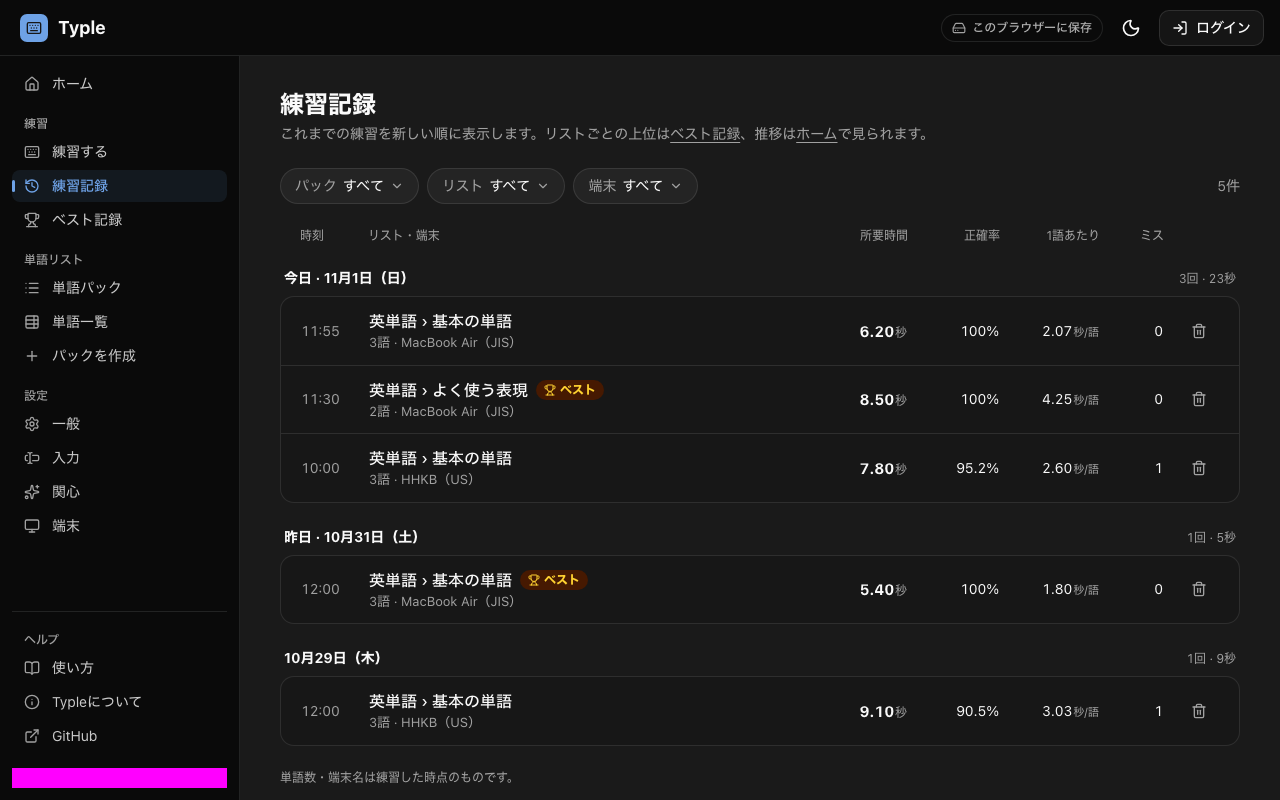 Typle
このブラウザーに保存
ログイン
ホーム
練習
練習する
練習記録
ベスト記録
単語リスト
単語パック
単語一覧
パックを作成
設定
一般
入力
関心
端末
ヘルプ
使い方
Typleについて
GitHub
練習記録
これまでの練習を新しい順に表示します。リストごとの上位はベスト記録、推移はホームで見られます。
パック すべて
リスト すべて
端末 すべて
5件
時刻 リスト・端末 所要時間 正確率 1語あたり ミス
今日 · 11月1日（日） 3回 · 23秒
11:55 英単語 › 基本の単語 6.20秒 100% 2.07秒/語 0
3語 · MacBook Air（JIS）
11:30 英単語 › よく使う表現 ベスト 8.50秒 100% 4.25秒/語 0
2語 · MacBook Air（JIS）
10:00 英単語 › 基本の単語 7.80秒 95.2% 2.60秒/語 1
3語 · HHKB（US）
昨日 · 10月31日（土） 1回 · 5秒
12:00 英単語 › 基本の単語 ベスト 5.40秒 100% 1.80秒/語 0
3語 · MacBook Air（JIS）
10月29日（木） 1回 · 9秒
12:00 英単語 › 基本の単語 9.10秒 90.5% 3.03秒/語 1
3語 · HHKB（US）
単語数・端末名は練習した時点のものです。